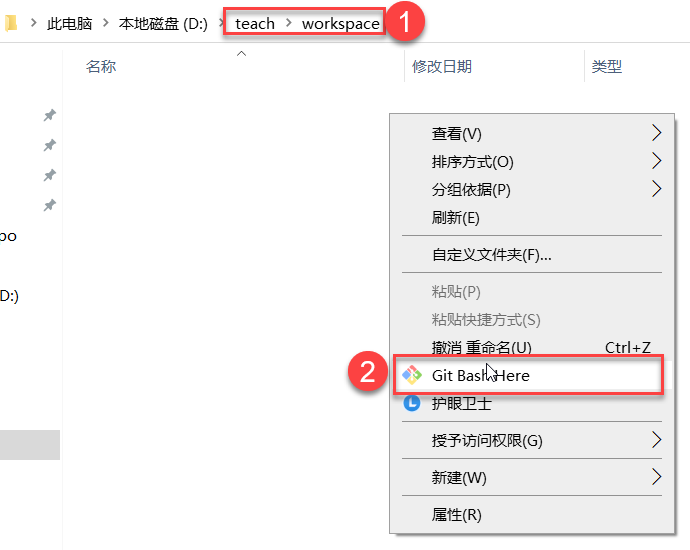 此电脑 > 本地磁盘 (D:) > teach > workspace
1
名称 修改日期 类型
查看(V)
排序方式(O)
分组依据(P)
刷新(E)
自定义文件夹(F)...
粘贴(P)
粘贴快捷方式(S)
撤消 重命名(U) Ctrl+Z
2
Git Bash Here
护眼卫士
授予访问权限(G)
新建(W)
属性(R)
po
D:)